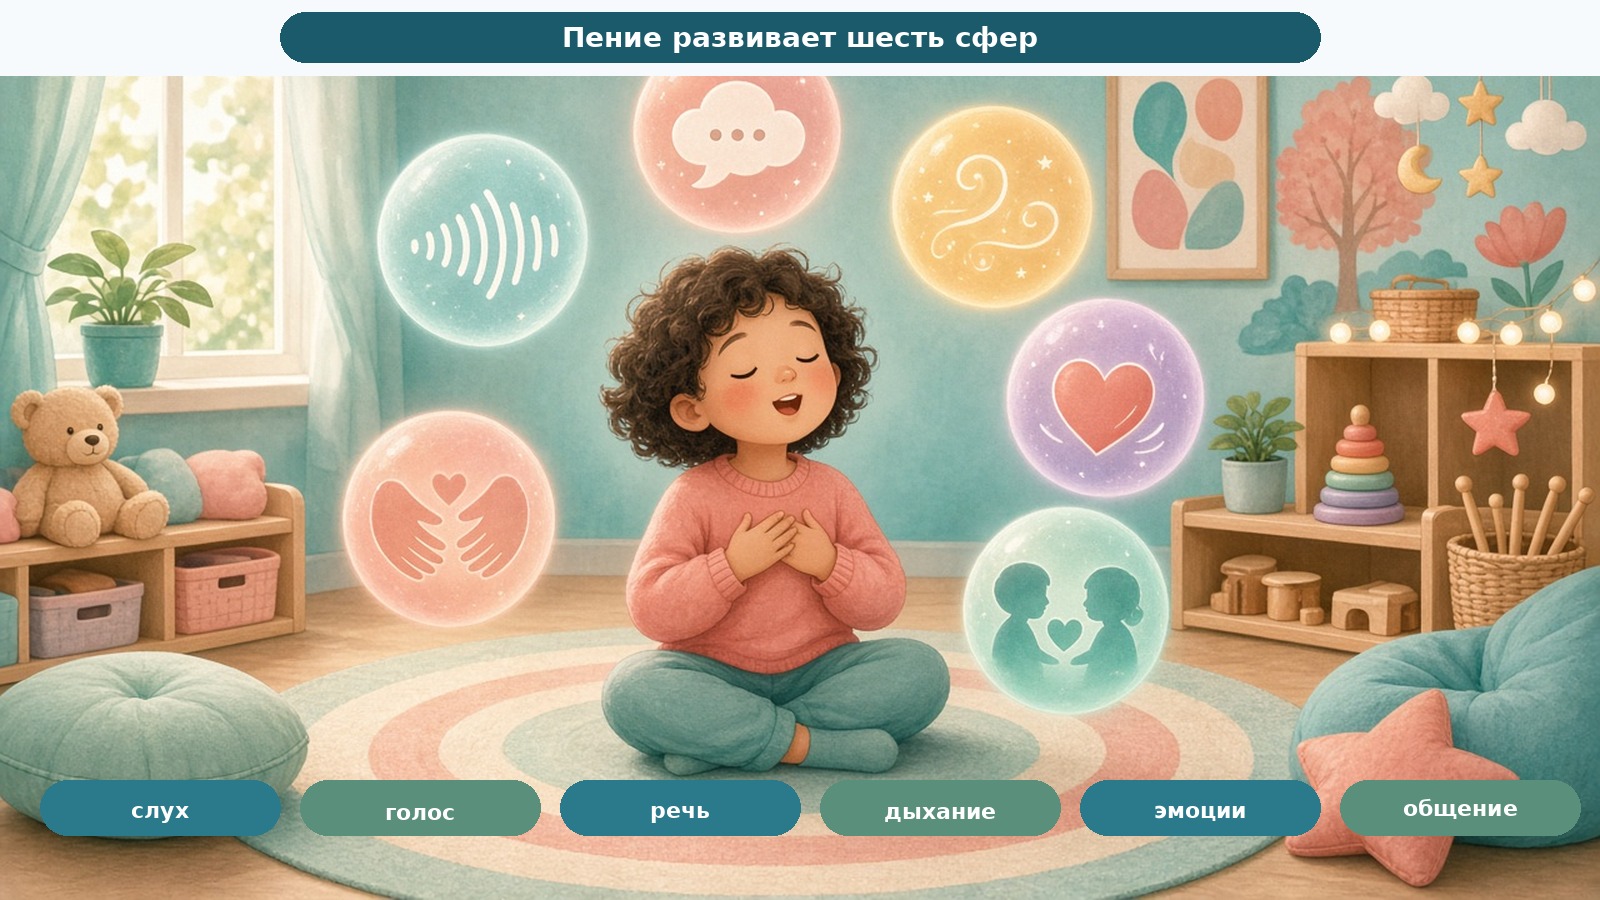 Пение развивает шесть сфер
слух
голос
речь
дыхание
эмоции
общение